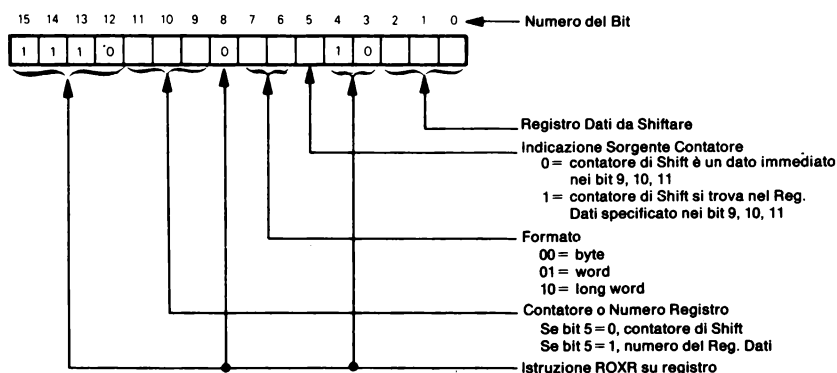 15 14 13 12 11 10 9 8 7 6 5 4 3 2 1 0 Numero del Bit
1 1 1 0 0 1 0
Registro Dati da Shiftare
Indicazione Sorgente Contatore
0 = contatore di Shift è un dato immediato
nei bit 9, 10, 11
1 = contatore di Shift si trova nel Reg.
Dati specificato nei bit 9, 10, 11
Formato
00 = byte
01 = word
10 = long word
Contatore o Numero Registro
Se bit 5 = 0, contatore di Shift
Se bit 5 = 1, numero del Reg. Dati
Istruzione ROXR su registro